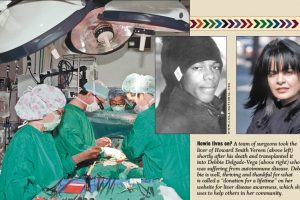 Howie lives on? A team of surgeons took the
liver of Howard Smith Vernon (above left)
shortly after his death and transplanted it
into Debbie Delgado-Vega (above right) who
was suffering from autoimmune disease. Deb-
bie is well, thriving and thankful for what
is called a "donation for a lifetime" on her
website for liver disease awareness, which she
uses to help others in her community.